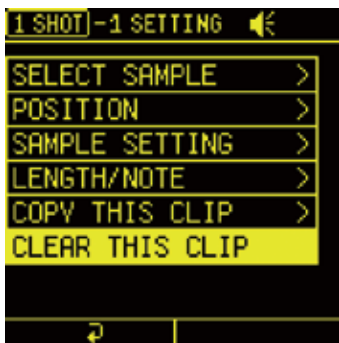 1 SHOT -1 SETTING
SELECT SAMPLE >
POSITION >
SAMPLE SETTING >
LENGTH/NOTE >
COPY THIS CLIP >
CLEAR THIS CLIP